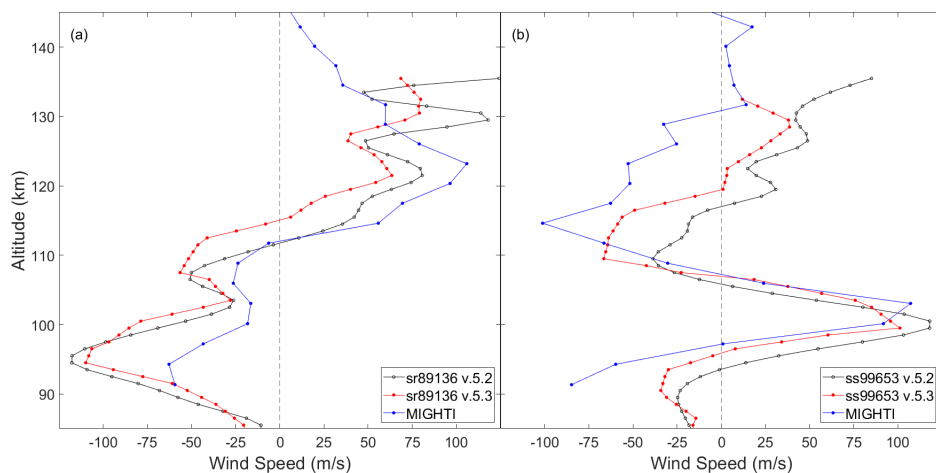 (a)
(b)
140
130
120
110
100
90
Altitude (km)
sr89136 v.5.2
sr89136 v.5.3
MIGHTI
ss99653 v.5.2
ss99653 v.5.3
MIGHTI
-100 -75 -50 -25 0 25 50 75 100
-100 -75 -50 -25 0 25 50 75 100
Wind Speed (m/s)
Wind Speed (m/s)